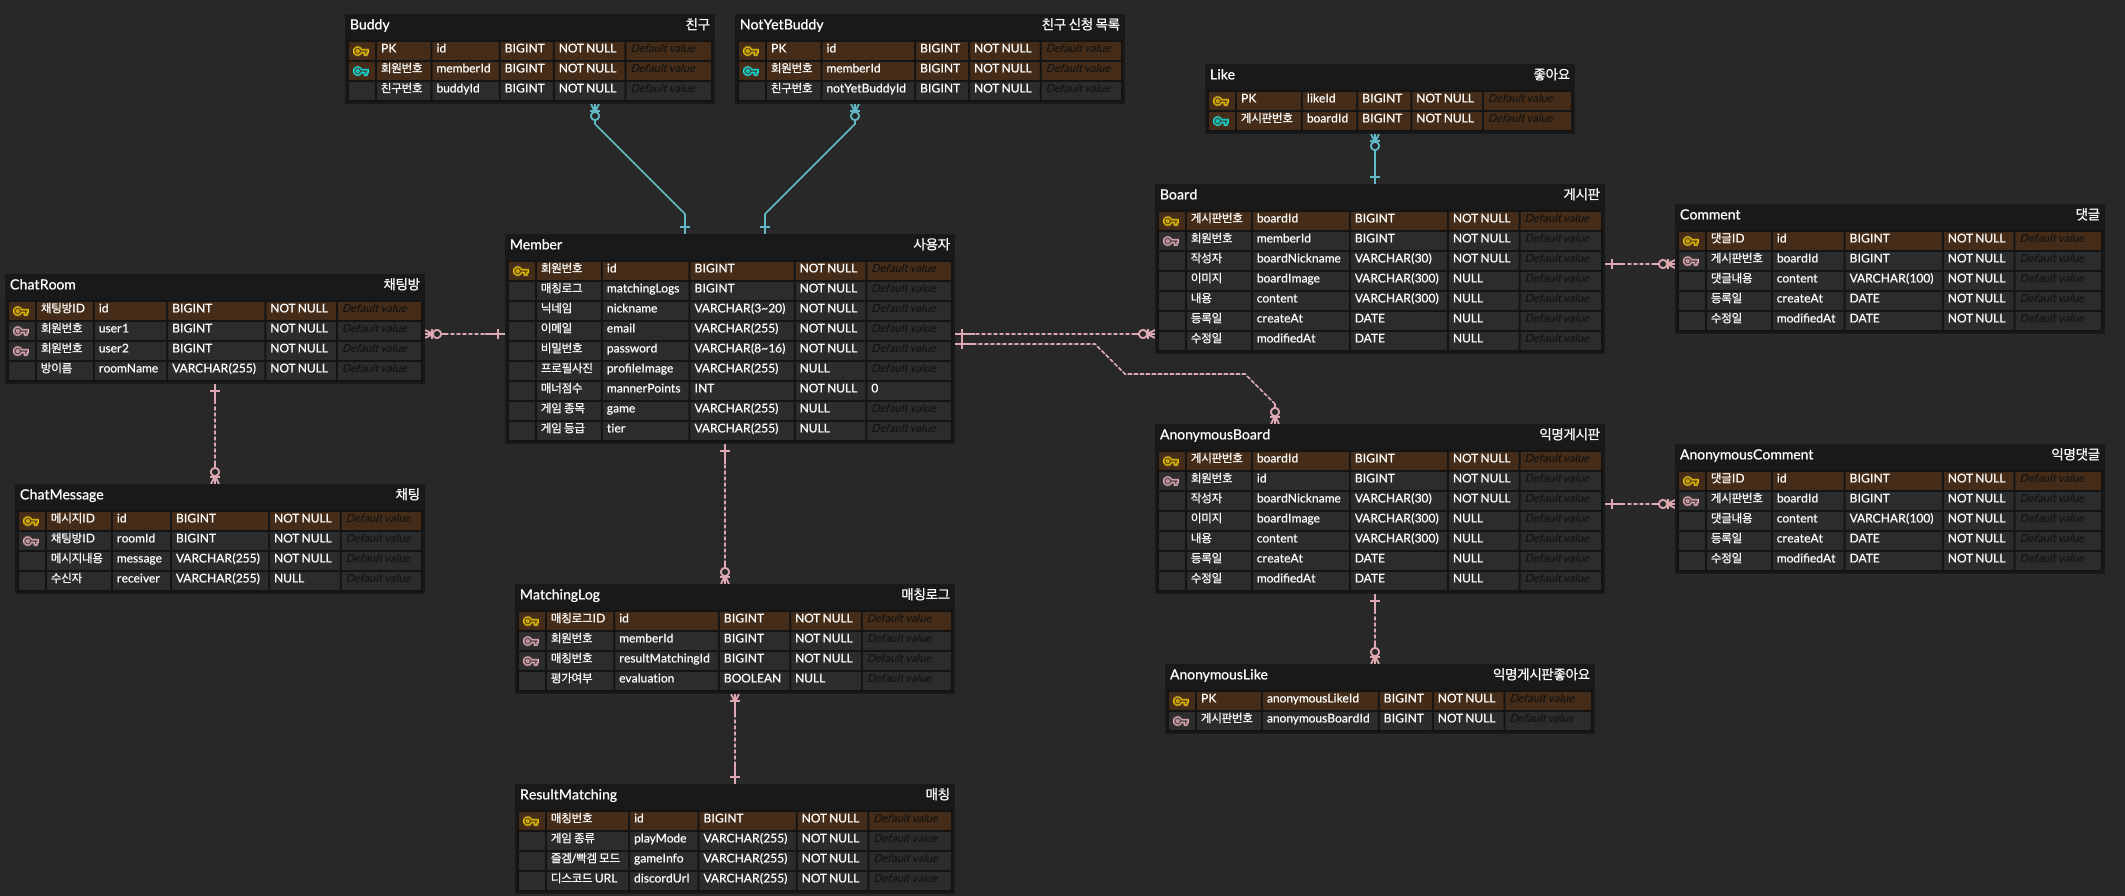 Buddy 친구
PK id BIGINT NOT NULL Default value
회원번호 memberId BIGINT NOT NULL Default value
친구번호 buddyId BIGINT NOT NULL Default value
NotYetBuddy 친구 신청 목록
PK id BIGINT NOT NULL Default value
회원번호 memberId BIGINT NOT NULL Default value
친구번호 notYetBuddyId BIGINT NOT NULL Default value
Like 좋아요
PK likeId BIGINT NOT NULL Default value
게시판번호 boardId BIGINT NOT NULL Default value
Board 게시판
게시판번호 boardId BIGINT NOT NULL Default value
회원번호 memberId BIGINT NOT NULL Default value
작성자 boardNickname VARCHAR(30) NOT NULL Default value
이미지 boardImage VARCHAR(300) NULL Default value
내용 content VARCHAR(300) NULL Default value
등록일 createAt DATE NULL Default value
수정일 modifiedAt DATE NULL Default value
Comment 댓글
댓글ID id BIGINT NOT NULL Default value
게시판번호 boardId BIGINT NOT NULL Default value
댓글내용 content VARCHAR(100) NOT NULL Default value
등록일 createAt DATE NOT NULL Default value
수정일 modifiedAt DATE NOT NULL Default value
Member 사용자
회원번호 id BIGINT NOT NULL Default value
매칭로그 matchingLogs BIGINT NOT NULL Default value
닉네임 nickname VARCHAR(3~20) NOT NULL Default value
이메일 email VARCHAR(255) NOT NULL Default value
비밀번호 password VARCHAR(8~16) NOT NULL Default value
프로필사진 profileImage VARCHAR(255) NULL Default value
매너점수 mannerPoints INT NOT NULL 0
게임 종목 game VARCHAR(255) NULL Default value
게임 등급 tier VARCHAR(255) NULL Default value
ChatRoom 채팅방
채팅방ID id BIGINT NOT NULL Default value
회원번호 user1 BIGINT NOT NULL Default value
회원번호 user2 BIGINT NOT NULL Default value
방이름 roomName VARCHAR(255) NOT NULL Default value
ChatMessage 채팅
메시지ID id BIGINT NOT NULL Default value
채팅방ID roomId BIGINT NOT NULL Default value
메시지내용 message VARCHAR(255) NOT NULL Default value
수신자 receiver VARCHAR(255) NULL Default value
AnonymousBoard 익명게시판
게시판번호 boardId BIGINT NOT NULL Default value
회원번호 id BIGINT NOT NULL Default value
작성자 boardNickname VARCHAR(30) NOT NULL Default value
이미지 boardImage VARCHAR(300) NULL Default value
내용 content VARCHAR(300) NULL Default value
등록일 createAt DATE NULL Default value
수정일 modifiedAt DATE NULL Default value
AnonymousComment 익명댓글
댓글ID id BIGINT NOT NULL Default value
게시판번호 boardId BIGINT NOT NULL Default value
댓글내용 content VARCHAR(100) NOT NULL Default value
등록일 createAt DATE NOT NULL Default value
수정일 modifiedAt DATE NOT NULL Default value
MatchingLog 매칭로그
매칭로그ID id BIGINT NOT NULL Default value
회원번호 memberId BIGINT NOT NULL Default value
매칭번호 resultMatchingId BIGINT NOT NULL Default value
평가여부 evaluation BOOLEAN NULL Default value
AnonymousLike 익명게시판좋아요
PK anonymousLikeId BIGINT NOT NULL Default value
게시판번호 anonymousBoardId BIGINT NOT NULL Default value
ResultMatching 매칭
매칭번호 id BIGINT NOT NULL Default value
게임 종류 playMode VARCHAR(255) NOT NULL Default value
즐겜/빡겜 모드 gameInfo VARCHAR(255) NOT NULL Default value
디스코드 URL discordUrl VARCHAR(255) NOT NULL Default value